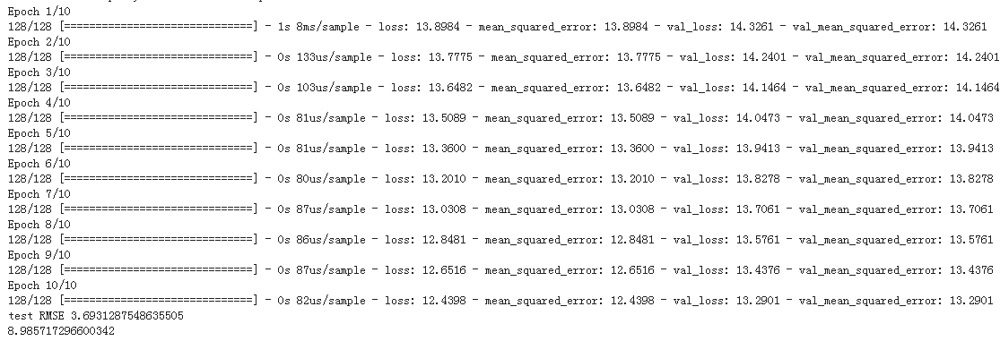 Epoch 1/10
128/128 [==============================] - 1s 8ms/sample - loss: 13.8984 - mean_squared_error: 13.8984 - val_loss: 14.3261 - val_mean_squared_error: 14.3261
Epoch 2/10
128/128 [==============================] - 0s 133us/sample - loss: 13.7775 - mean_squared_error: 13.7775 - val_loss: 14.2401 - val_mean_squared_error: 14.2401
Epoch 3/10
128/128 [==============================] - 0s 103us/sample - loss: 13.6482 - mean_squared_error: 13.6482 - val_loss: 14.1464 - val_mean_squared_error: 14.1464
Epoch 4/10
128/128 [==============================] - 0s 81us/sample - loss: 13.5089 - mean_squared_error: 13.5089 - val_loss: 14.0473 - val_mean_squared_error: 14.0473
Epoch 5/10
128/128 [==============================] - 0s 81us/sample - loss: 13.3600 - mean_squared_error: 13.3600 - val_loss: 13.9413 - val_mean_squared_error: 13.9413
Epoch 6/10
128/128 [==============================] - 0s 80us/sample - loss: 13.2010 - mean_squared_error: 13.2010 - val_loss: 13.8278 - val_mean_squared_error: 13.8278
Epoch 7/10
128/128 [==============================] - 0s 87us/sample - loss: 13.0308 - mean_squared_error: 13.0308 - val_loss: 13.7061 - val_mean_squared_error: 13.7061
Epoch 8/10
128/128 [==============================] - 0s 86us/sample - loss: 12.8481 - mean_squared_error: 12.8481 - val_loss: 13.5761 - val_mean_squared_error: 13.5761
Epoch 9/10
128/128 [==============================] - 0s 87us/sample - loss: 12.6516 - mean_squared_error: 12.6516 - val_loss: 13.4376 - val_mean_squared_error: 13.4376
Epoch 10/10
128/128 [==============================] - 0s 82us/sample - loss: 12.4398 - mean_squared_error: 12.4398 - val_loss: 13.2901 - val_mean_squared_error: 13.2901
test RMSE 3.6931287548635505
8.985717296600342